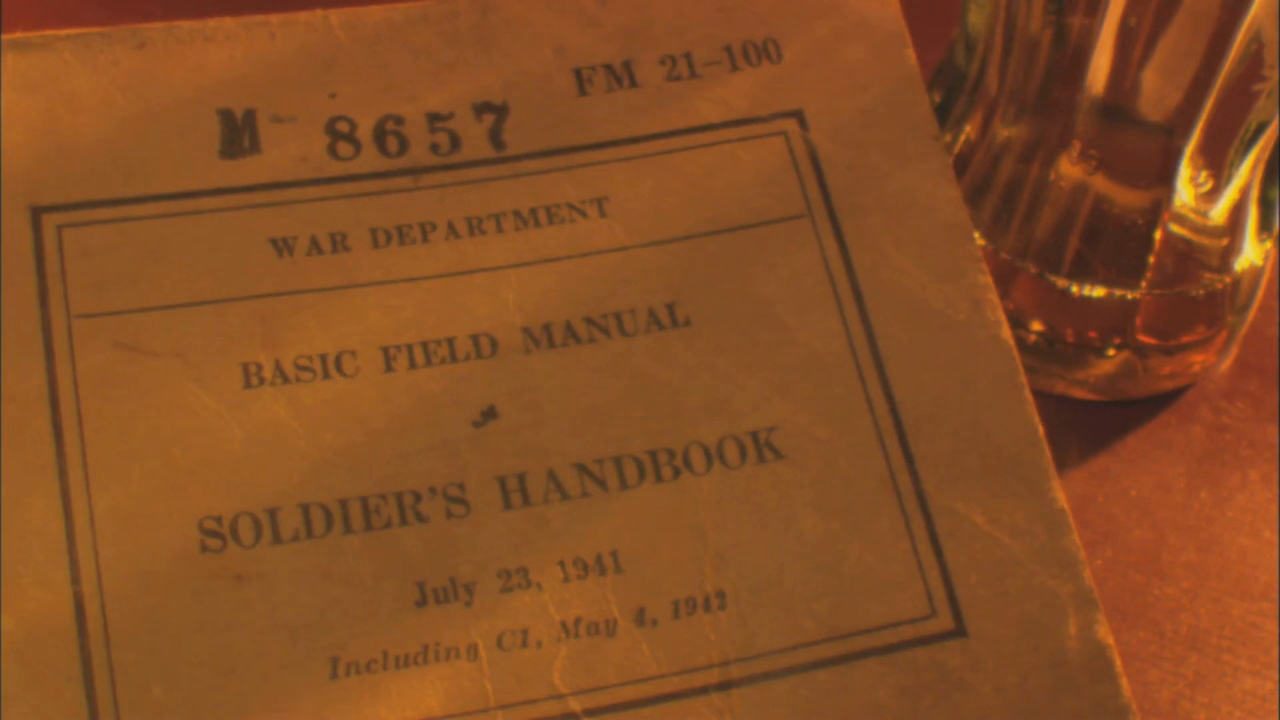 FM 21-100
M- 8657
WAR DEPARTMENT
BASIC FIELD MANUAL
SOLDIER'S HANDBOOK
July 23, 1941
Including C1, May 4, 1942